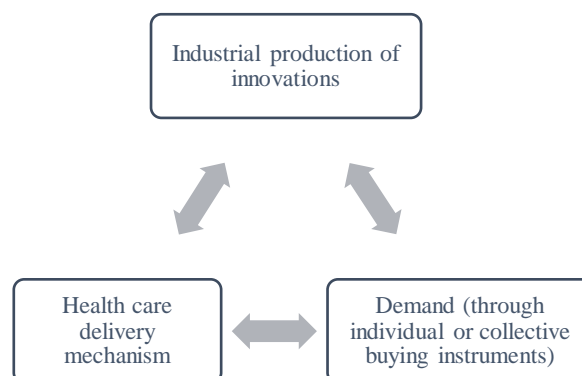 Industrial production of
innovations
Health care
delivery
mechanism
Demand (through
individual or collective
buying instruments)